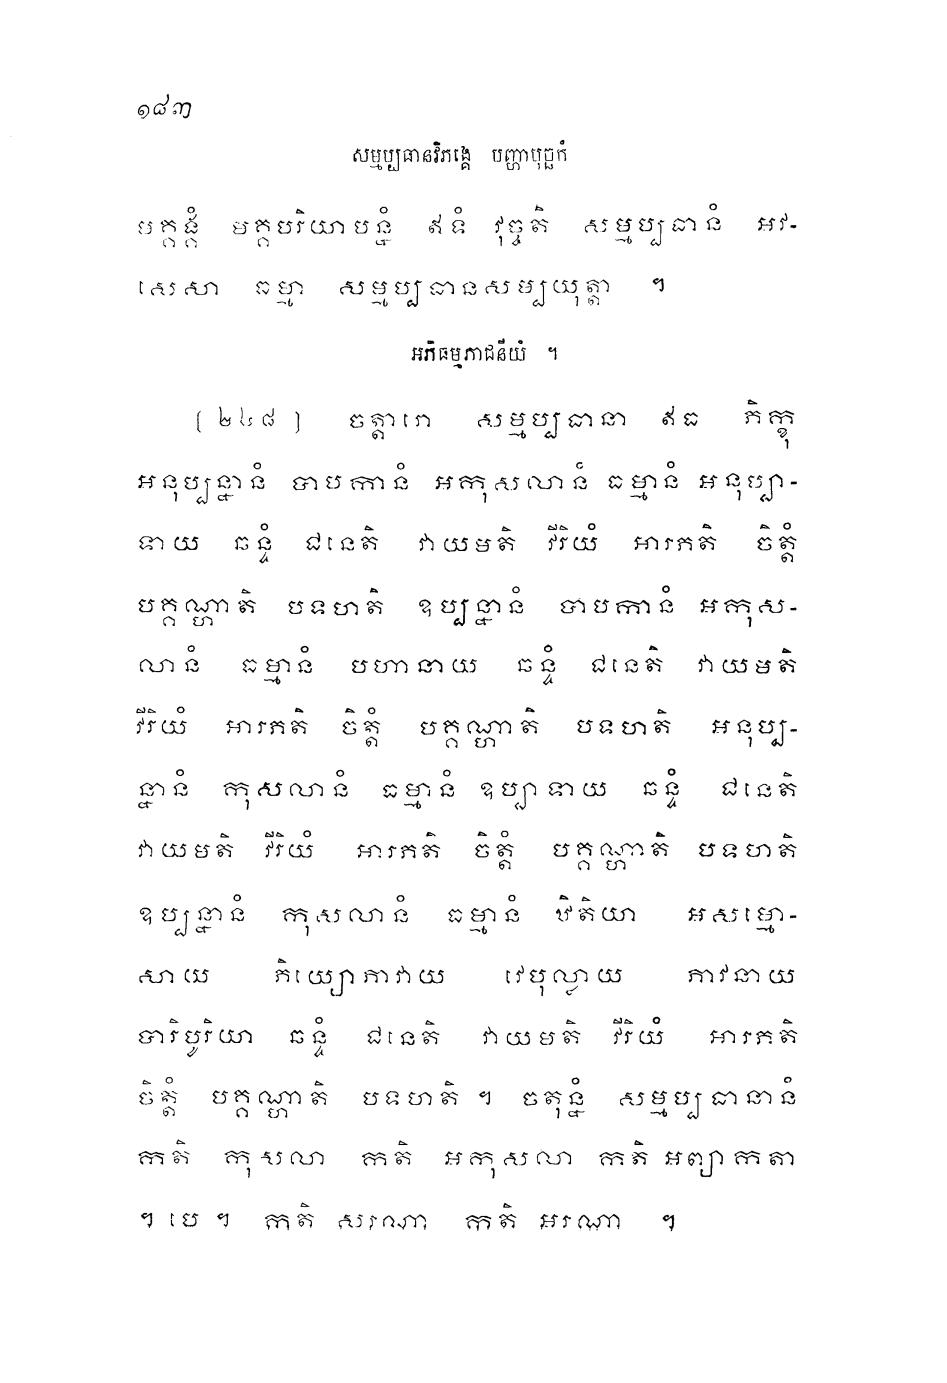 ១៨៣
សម្មប្បធានវិភង្គេ បញ្ហាបុច្ឆកំ
មគ្គង្គំ មគ្គបរិយាបន្នំ ឥទំ វុច្ចតិ សម្មប្បធានំ អវ-
សេសា ធម្មា សម្មប្បធានសម្បយុត្តា ។
អភិធម្មភាជនីយំ ។
[២៤៨] ចត្តារោ សម្មប្បធានា ឥធ ភិក្ខុ
អនុប្បន្នានំ បាបកានំ អកុសលានំ ធម្មានំ អនុប្បា-
ទាយ ឆន្ទំ ជនេតិ វាយមតិ វីរិយំ អារភតិ ចិត្តំ
បគ្គណ្ហាតិ បទហតិ ឧប្បន្នានំ បាបកានំ អកុស-
លានំ ធម្មានំ បហានាយ ឆន្ទំ ជនេតិ វាយមតិ
វីរិយំ អារភតិ ចិត្តំ បគ្គណ្ហាតិ បទហតិ អនុប្ប-
ន្នានំ កុសលានំ ធម្មានំ ឧប្បាទាយ ឆន្ទំ ជនេតិ
វាយមតិ វីរិយំ អារភតិ ចិត្តំ បគ្គណ្ហាតិ បទហតិ
ឧប្បន្នានំ កុសលានំ ធម្មានំ ឋិតិយា អសម្មោ-
សាយ ភិយ្យោភាវាយ វេបុល្លាយ ភាវនាយ
បារិបូរិយា ឆន្ទំ ជនេតិ វាយមតិ វីរិយំ អារភតិ
ចិត្តំ បគ្គណ្ហាតិ បទហតិ ។ ចតុន្នំ សម្មប្បធានានំ
កតិ កុសលា កតិ អកុសលា កតិ អព្យាកតា
។ បេ ។ កតិ សរណា កតិ អរណា ។